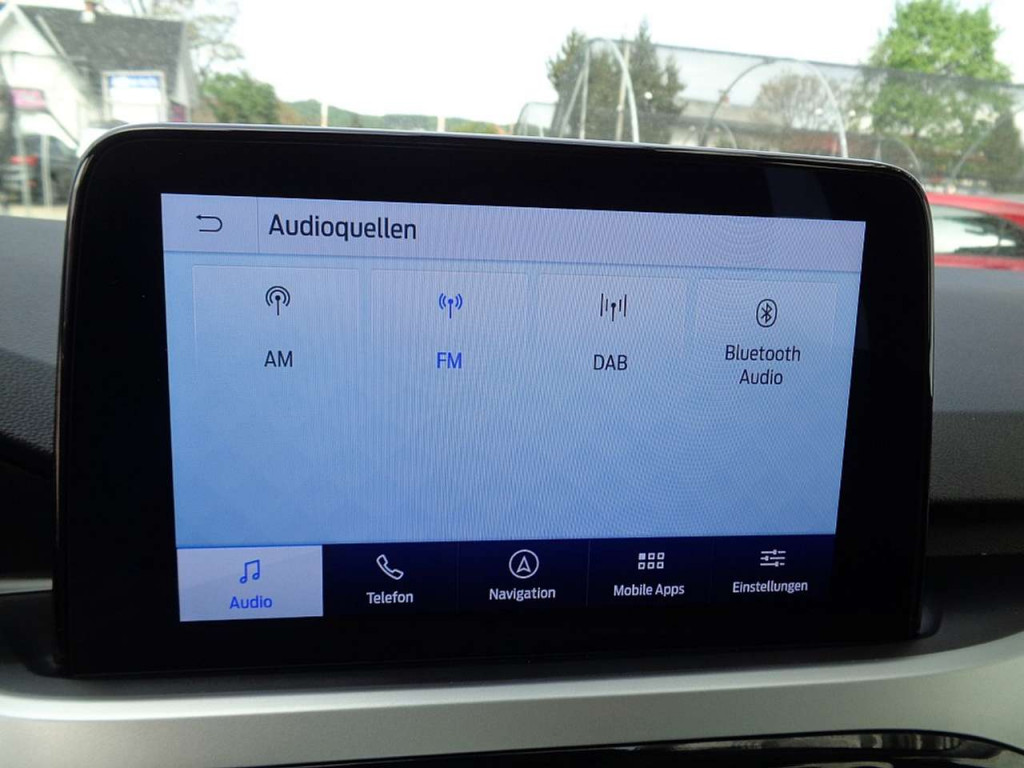 Audioquellen
AM
FM
DAB
Bluetooth
Audio
Audio
Telefon
Navigation
Mobile Apps
Einstellungen